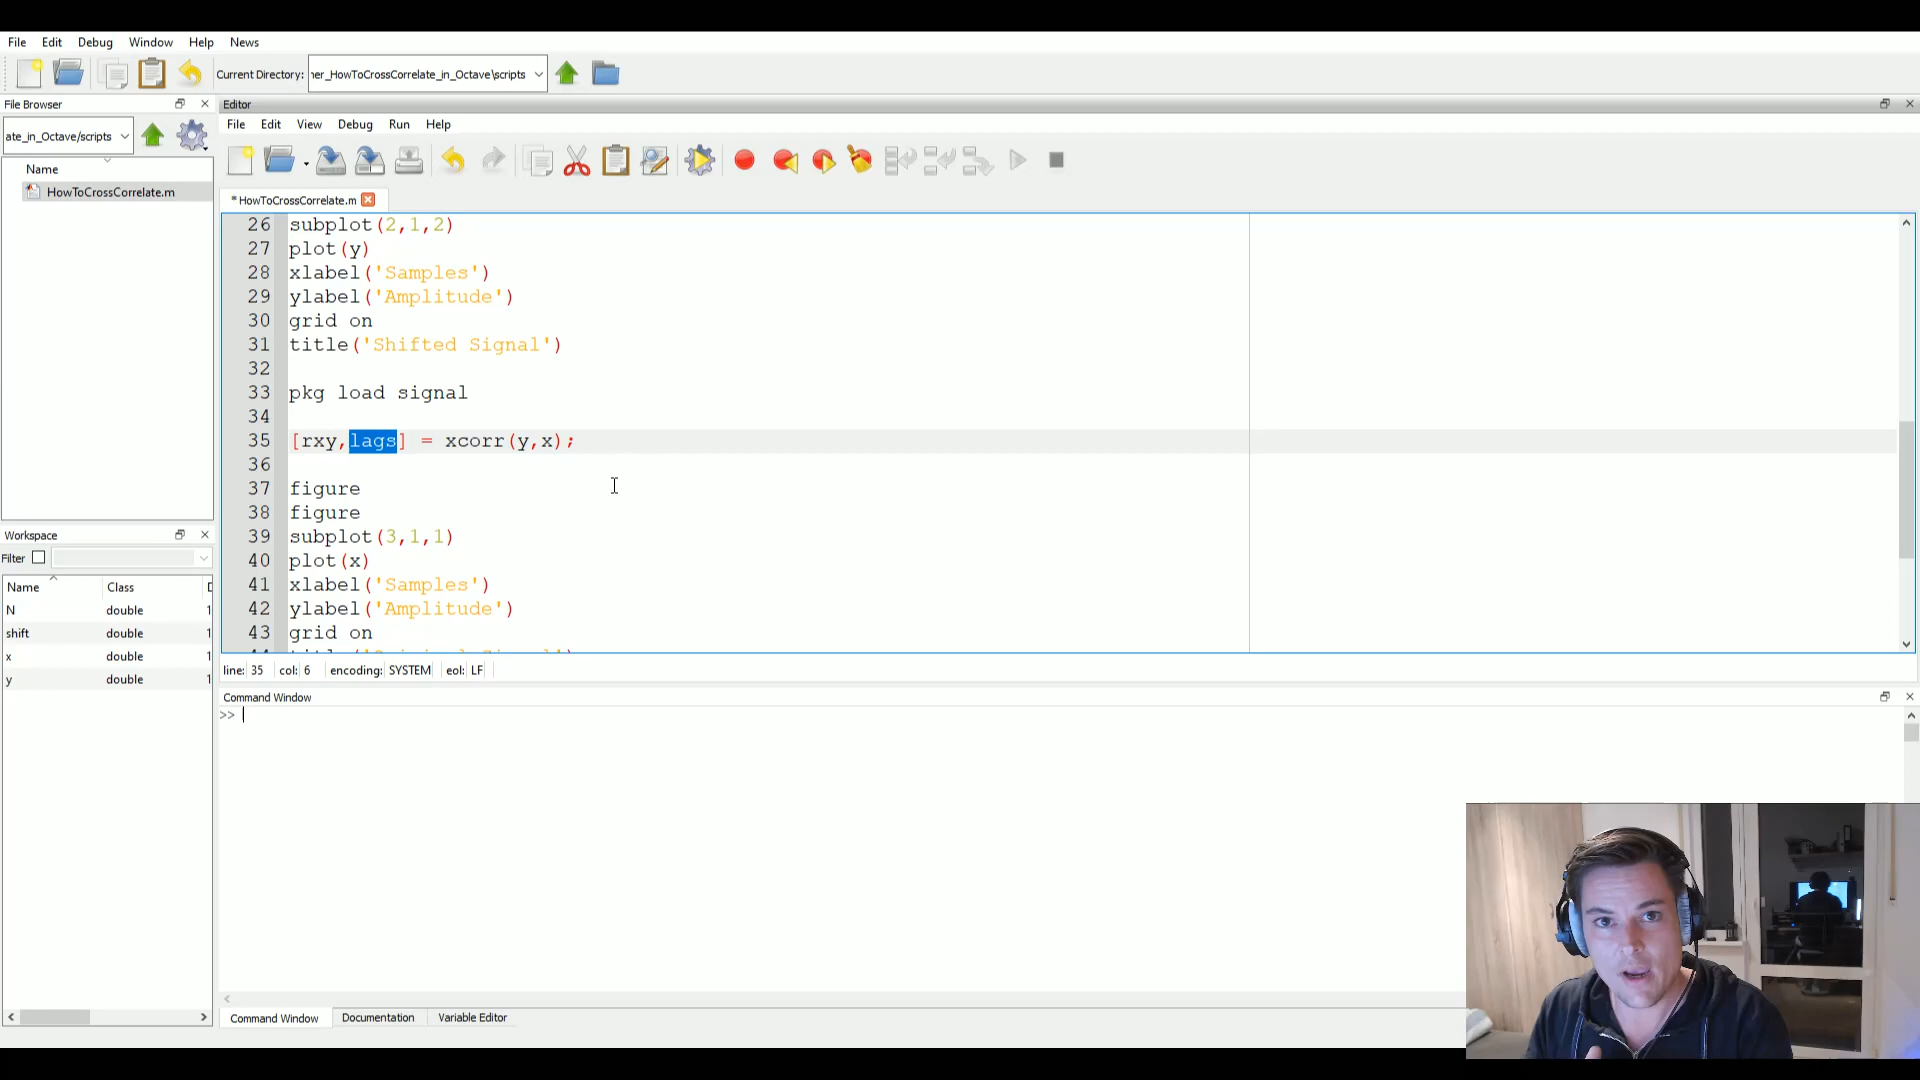 File Edit Debug Window Help News
Current Directory: ner_HowToCrossCorrelate_in_Octave\scripts
File Browser
ate_in_Octave/scripts
Name
HowToCrossCorrelate.m
Workspace
Filter
Name Class D
N double 1
shift double 1
x double 1
y double 1
Editor
File Edit View Debug Run Help
* HowToCrossCorrelate.m
26 subplot(2,1,2)
27 plot(y)
28 xlabel('Samples')
29 ylabel('Amplitude')
30 grid on
31 title('Shifted Signal')
32
33 pkg load signal
34
35 [rxy,lags] = xcorr(y,x);
36
37 figure
38 figure
39 subplot(3,1,1)
40 plot(x)
41 xlabel('Samples')
42 ylabel('Amplitude')
43 grid on
line: 35 col: 6 encoding: SYSTEM eol: LF
Command Window
>>
Command Window Documentation Variable Editor